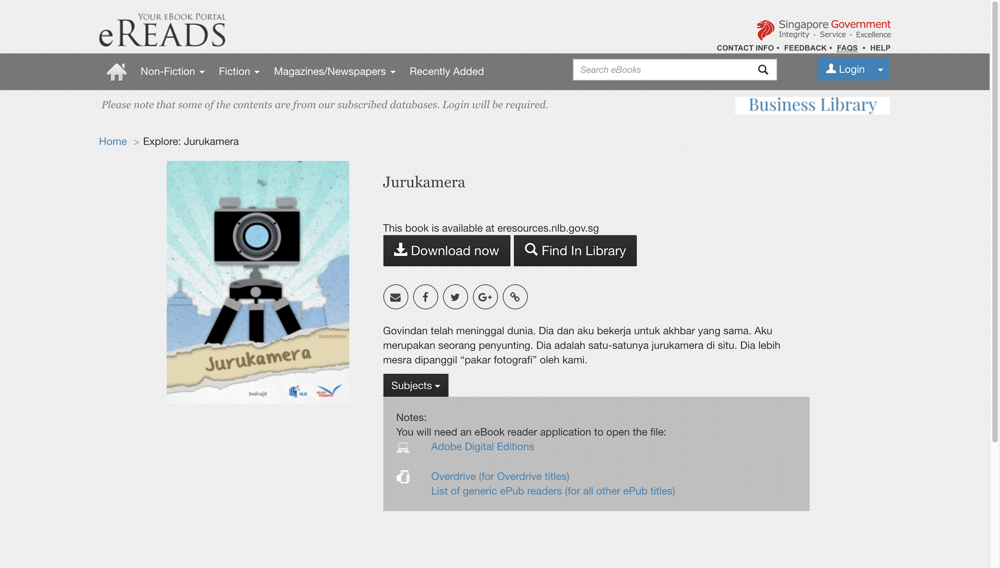 YOUR EBOOK PORTAL
eREADS
Singapore Government
Integrity · Service · Excellence
CONTACT INFO • FEEDBACK • FAQS • HELP
Non-Fiction
Fiction
Magazines/Newspapers
Recently Added
Search eBooks
Login
Please note that some of the contents are from our subscribed databases. Login will be required.
Business Library
Home > Explore: Jurukamera
TRANSITION
Jurukamera
Indrajit
NLB
READ!
Singapore
Jurukamera
This book is available at eresources.nlb.gov.sg
Download now
Find In Library
Govindan telah meninggal dunia. Dia dan aku bekerja untuk akhbar yang sama. Aku
merupakan seorang penyunting. Dia adalah satu-satunya jurukamera di situ. Dia lebih
mesra dipanggil “pakar fotografi” oleh kami.
Subjects
Notes:
You will need an eBook reader application to open the file:
Adobe Digital Editions
Overdrive (for Overdrive titles)
List of generic ePub readers (for all other ePub titles)